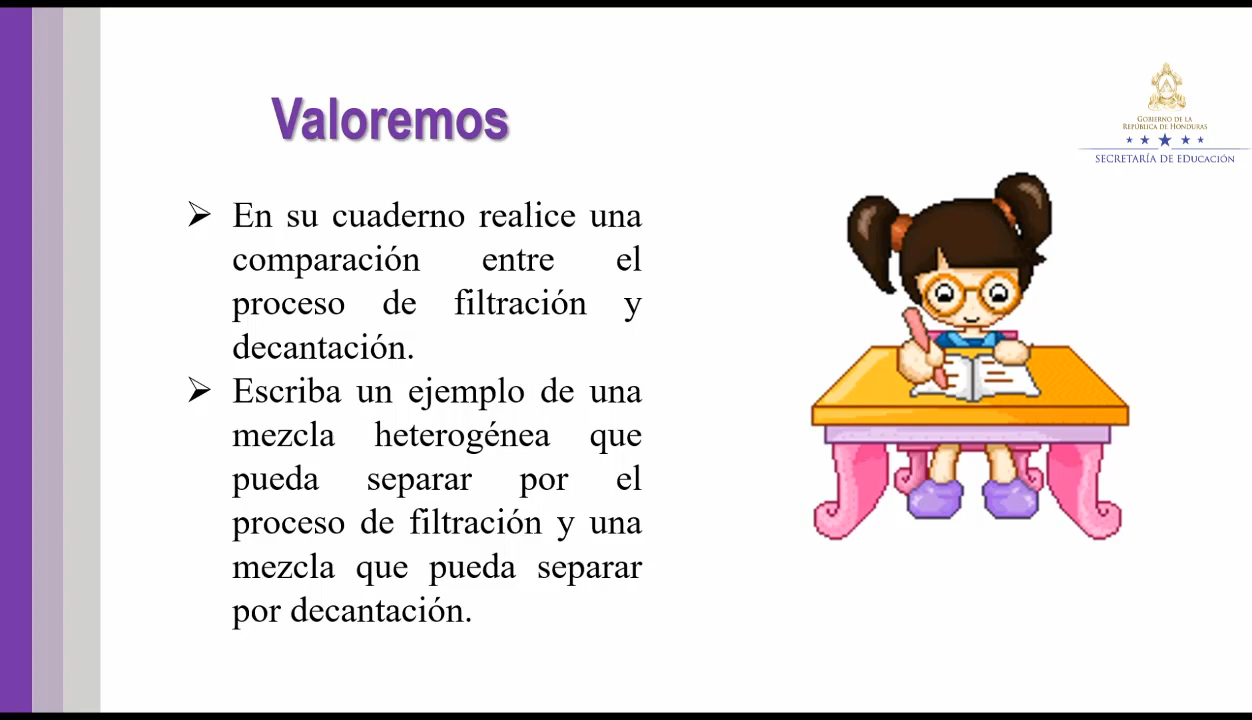 Valoremos
GOBIERNO DE LA
REPÚBLICA DE HONDURAS
SECRETARÍA DE EDUCACIÓN
➢ En su cuaderno realice una
comparación entre el
proceso de filtración y
decantación.
➢ Escriba un ejemplo de una
mezcla heterogénea que
pueda separar por el
proceso de filtración y una
mezcla que pueda separar
por decantación.